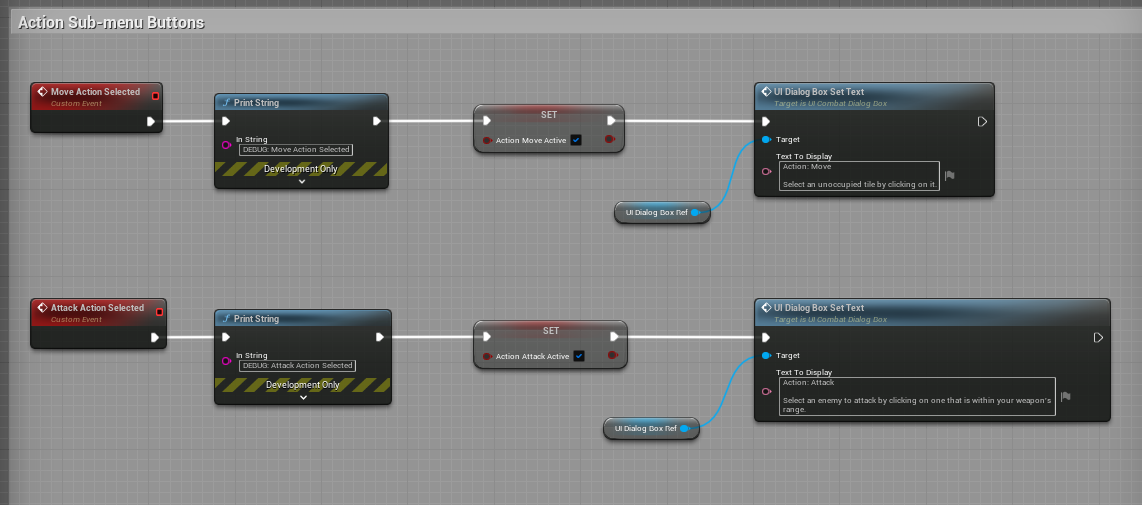 Action Sub-menu Buttons
Move Action Selected
Custom Event
Print String
In String
DEBUG: Move Action Selected
Development Only
SET
Action Move Active
UI Dialog Box Ref
UI Dialog Box Set Text
Target is UI Combat Dialog Box
Target
Text To Display
Action: Move
Select an unoccupied tile by clicking on it.
Attack Action Selected
Custom Event
Print String
In String
DEBUG: Attack Action Selected
Development Only
SET
Action Attack Active
UI Dialog Box Ref
UI Dialog Box Set Text
Target is UI Combat Dialog Box
Target
Text To Display
Action: Attack
Select an enemy to attack by clicking on one that is within your weapon's
range.